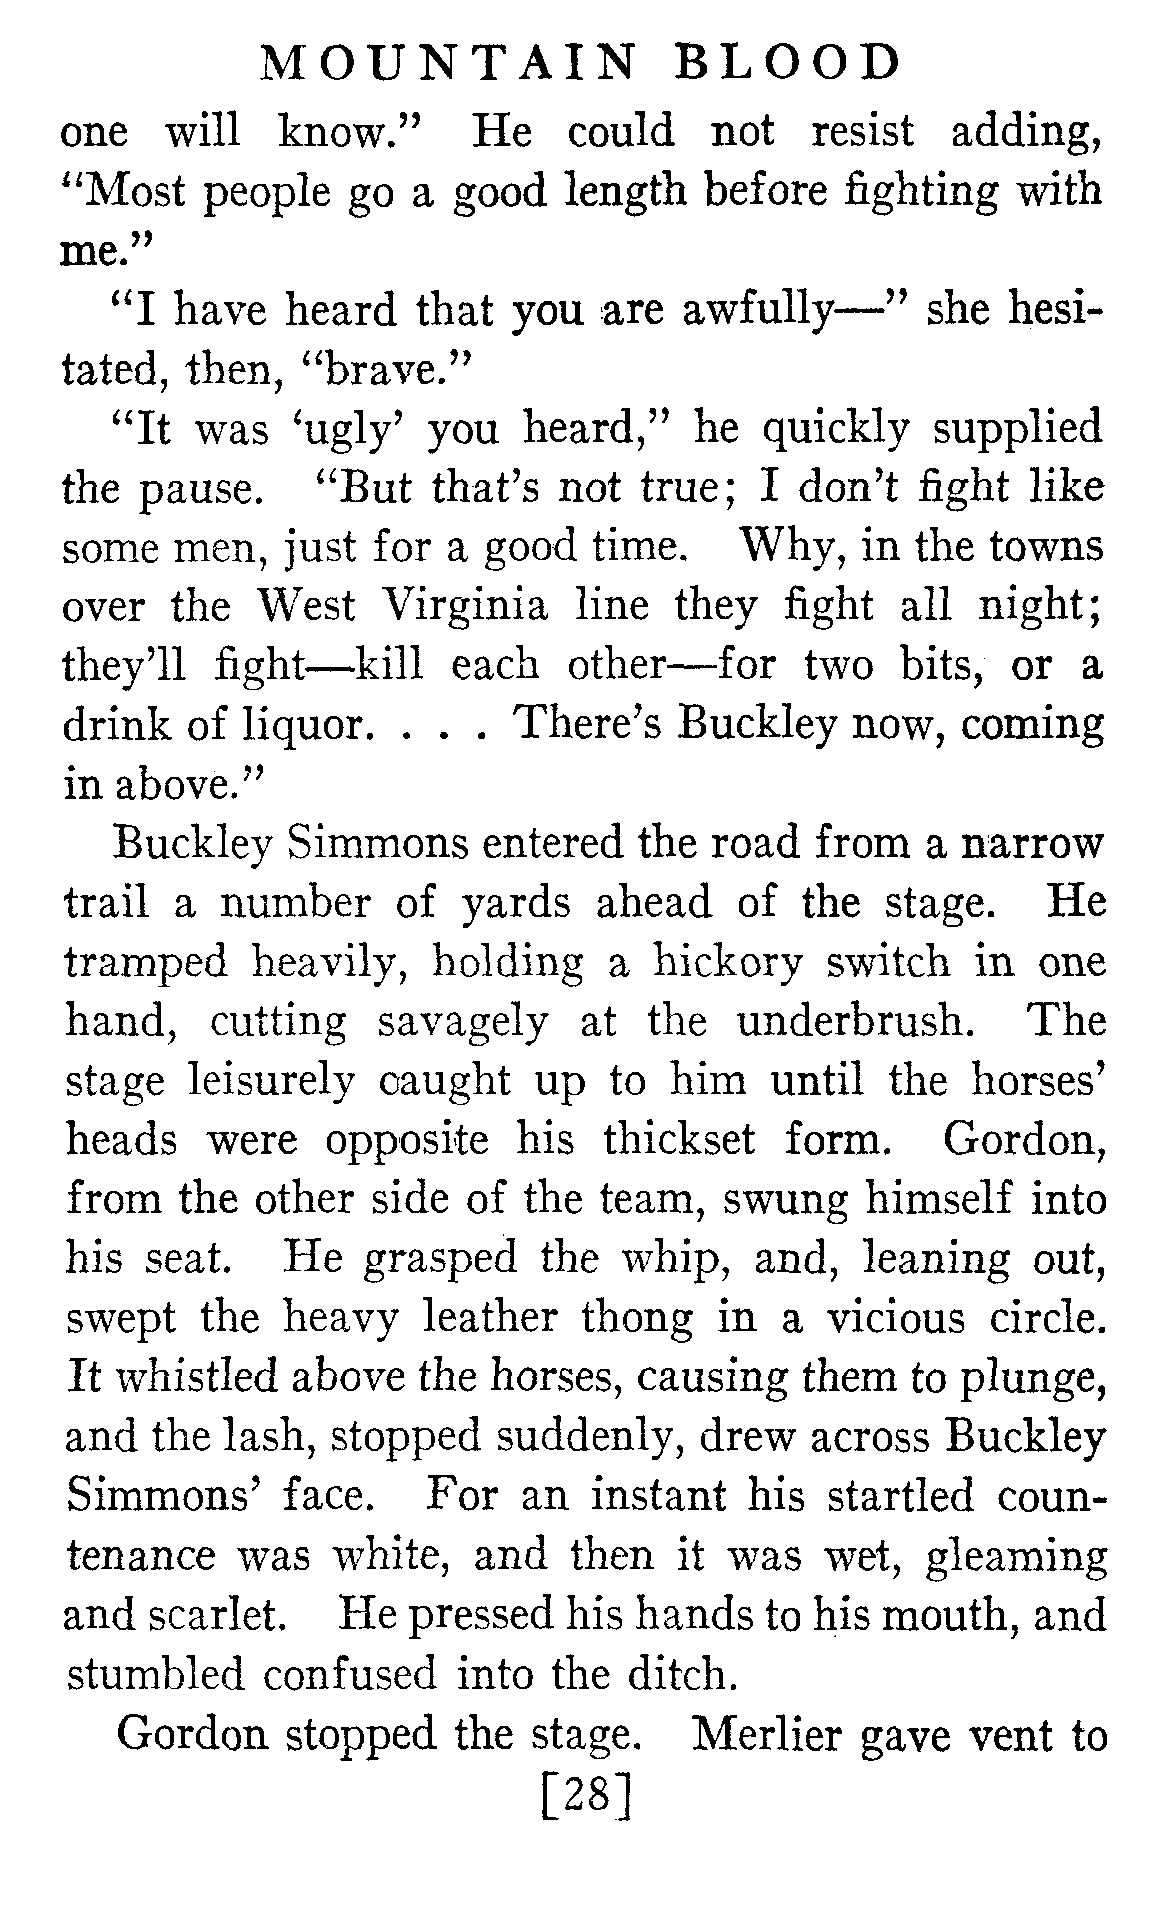 MOUNTAIN BLOOD
one will know.” He could not resist adding,
“Most people go a good length before fighting with
me.”
“I have heard that you are awfully—” she hesi-
tated, then, “brave.”
“It was ‘ugly’ you heard,” he quickly supplied
the pause. “But that’s not true; I don’t fight like
some men, just for a good time. Why, in the towns
over the West Virginia line they fight all night;
they’ll fight—kill each other—for two bits, or a
drink of liquor. . . . There’s Buckley now, coming
in above.”
Buckley Simmons entered the road from a narrow
trail a number of yards ahead of the stage. He
tramped heavily, holding a hickory switch in one
hand, cutting savagely at the underbrush. The
stage leisurely caught up to him until the horses’
heads were opposite his thickset form. Gordon,
from the other side of the team, swung himself into
his seat. He grasped the whip, and, leaning out,
swept the heavy leather thong in a vicious circle.
It whistled above the horses, causing them to plunge,
and the lash, stopped suddenly, drew across Buckley
Simmons’ face. For an instant his startled coun-
tenance was white, and then it was wet, gleaming
and scarlet. He pressed his hands to his mouth, and
stumbled confused into the ditch.
Gordon stopped the stage. Merlier gave vent to
[28]